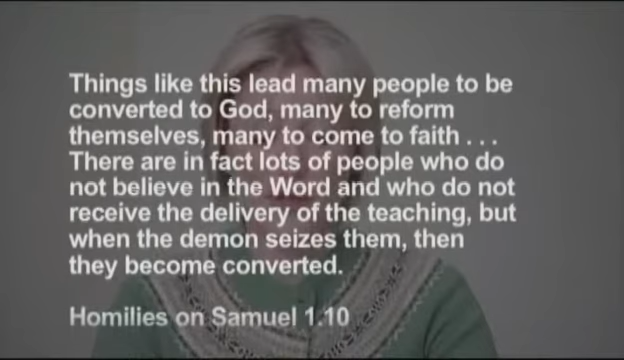 Things like this lead many people to be
converted to God, many to reform
themselves, many to come to faith . . .
There are in fact lots of people who do
not believe in the Word and who do not
receive the delivery of the teaching, but
when the demon seizes them, then
they become converted.
Homilies on Samuel 1.10